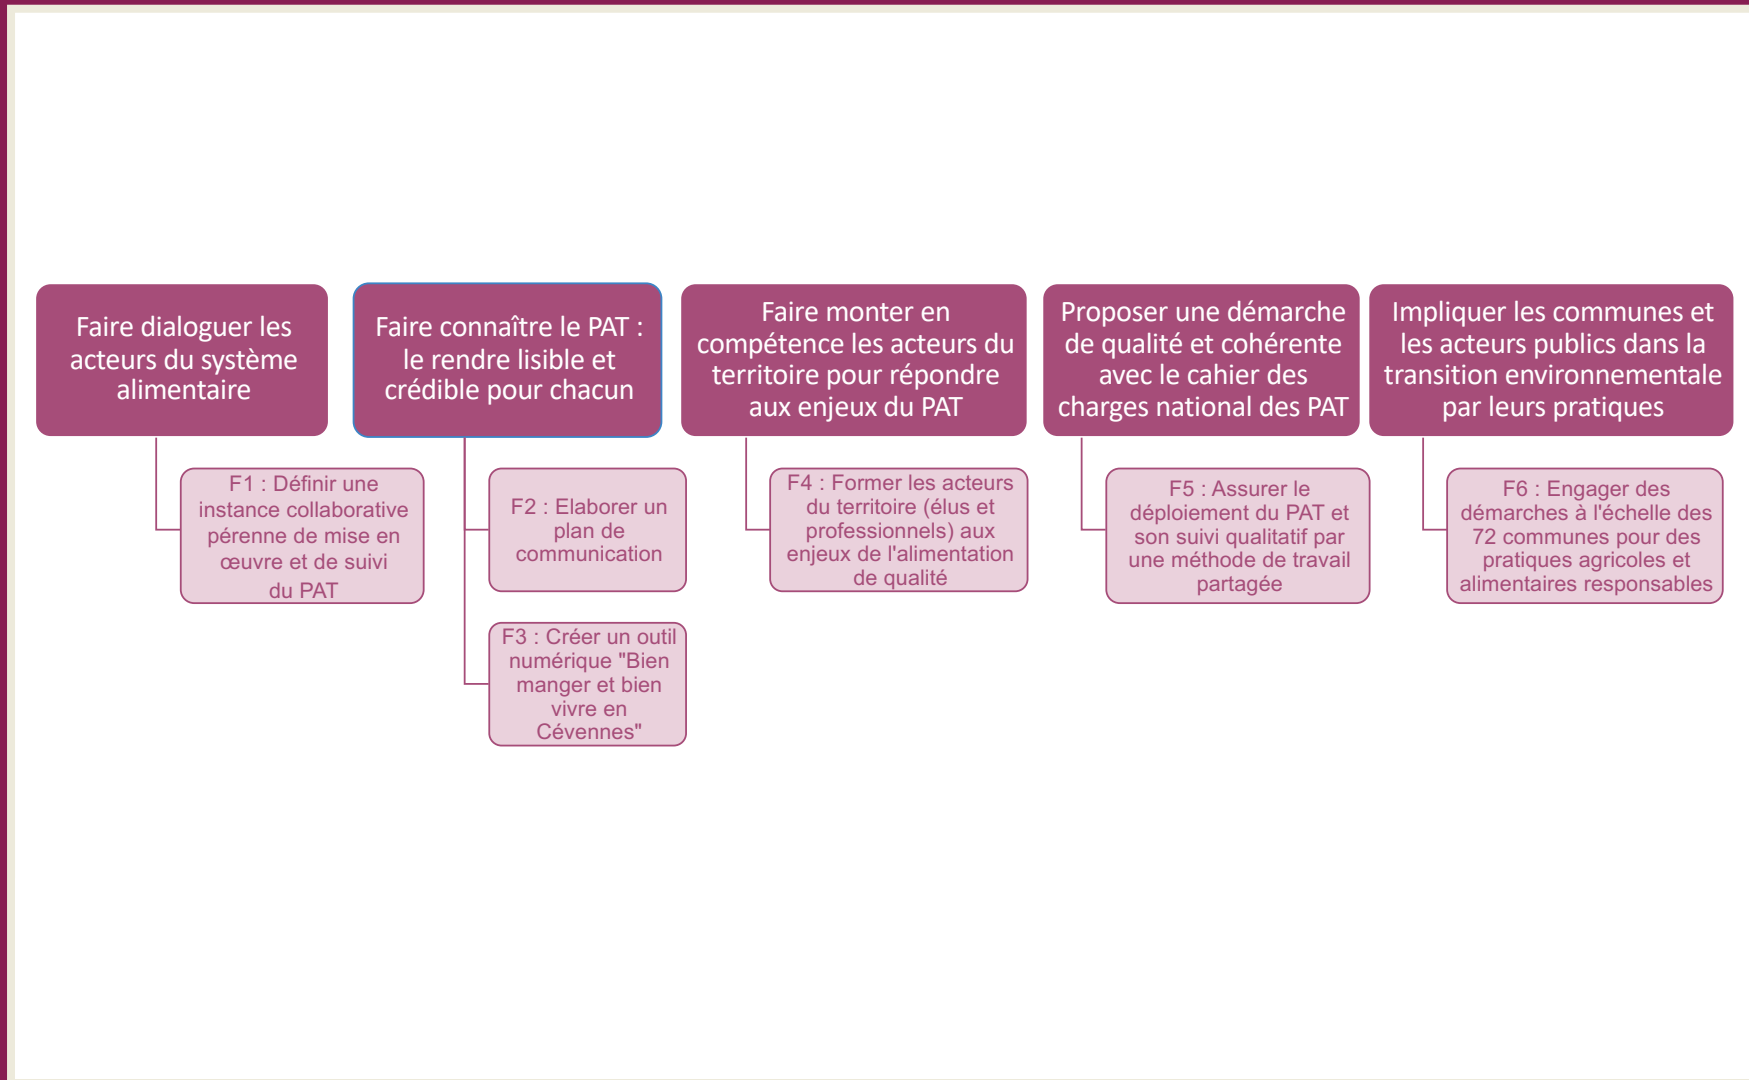 Faire dialoguer les
acteurs du système
alimentaire
F1 : Définir une
instance collaborative
pérenne de mise en
œuvre et de suivi
du PAT
Faire connaître le PAT :
le rendre lisible et
crédible pour chacun
F2 : Elaborer un
plan de
communication
F3 : Créer un outil
numérique "Bien
manger et bien
vivre en
Cévennes"
Faire monter en
compétence les acteurs du
territoire pour répondre
aux enjeux du PAT
F4 : Former les acteurs
du territoire (élus et
professionnels) aux
enjeux de l'alimentation
de qualité
Proposer une démarche
de qualité et cohérente
avec le cahier des
charges national des PAT
F5 : Assurer le
déploiement du PAT et
son suivi qualitatif par
une méthode de travail
partagée
Impliquer les communes et
les acteurs publics dans la
transition environnementale
par leurs pratiques
F6 : Engager des
démarches à l'échelle des
72 communes pour des
pratiques agricoles et
alimentaires responsables